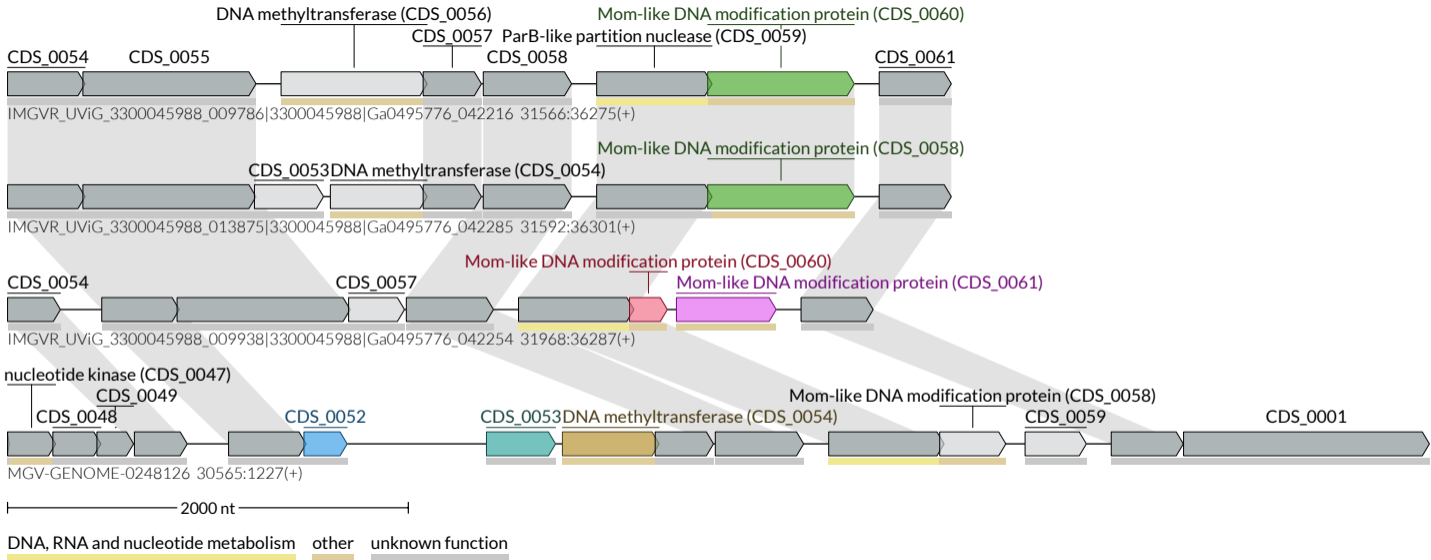 DNA methyltransferase (CDS_0056) Mom-like DNA modification protein (CDS_0060)
CDS_0057 ParB-like partition nuclease (CDS_0059)
CDS_0054 CDS_0055 CDS_0058 CDS_0061
IMGVR_UViG_3300045988_009786|3300045988|Ga0495776_042216 31566:36275(+)
Mom-like DNA modification protein (CDS_0058)
CDS_0053 DNA methyltransferase (CDS_0054)
IMGVR_UViG_3300045988_013875|3300045988|Ga0495776_042285 31592:36301(+)
Mom-like DNA modification protein (CDS_0060)
CDS_0054 CDS_0057 Mom-like DNA modification protein (CDS_0061)
IMGVR_UViG_3300045988_009938|3300045988|Ga0495776_042254 31968:36287(+)
nucleotide kinase (CDS_0047)
CDS_0049 Mom-like DNA modification protein (CDS_0058)
CDS_0048 CDS_0052 CDS_0053 DNA methyltransferase (CDS_0054) CDS_0059 CDS_0001
MGV-GENOME-0248126 30565:1227(+)
2000 nt
DNA, RNA and nucleotide metabolism other unknown function